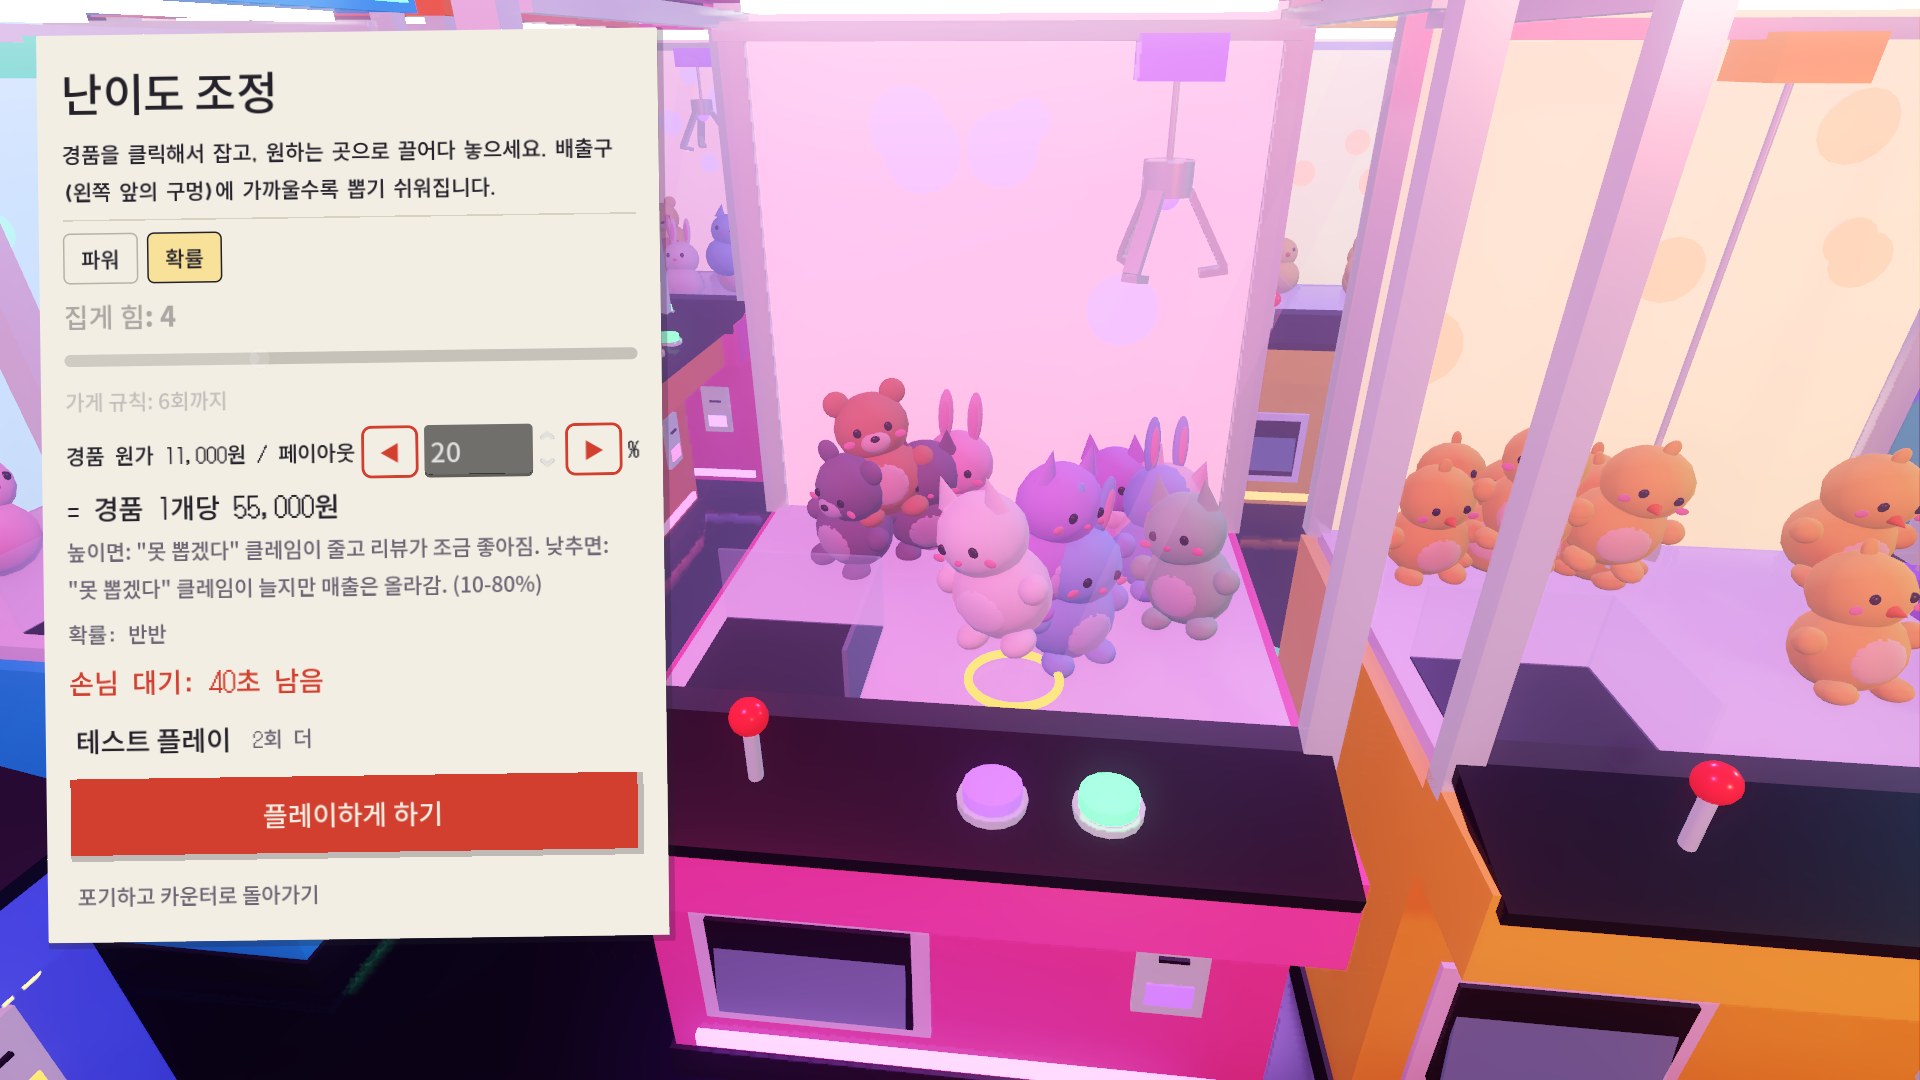 난이도 조정
경품을 클릭해서 잡고, 원하는 곳으로 끌어다 놓으세요. 배출구
(왼쪽 앞의 구멍)에 가까울수록 뽑기 쉬워집니다.
파워 확률
집게 힘: 4
가게 규칙: 6회까지
경품 원가 11,000원 / 페이아웃 ◀ 20 ▶ %
= 경품 1개당 55,000원
높이면: "못 뽑겠다" 클레임이 줄고 리뷰가 조금 좋아짐. 낮추면:
"못 뽑겠다" 클레임이 늘지만 매출은 올라감. (10-80%)
확률: 반반
손님 대기: 40초 남음
테스트 플레이 2회 더
플레이하게 하기
포기하고 카운터로 돌아가기